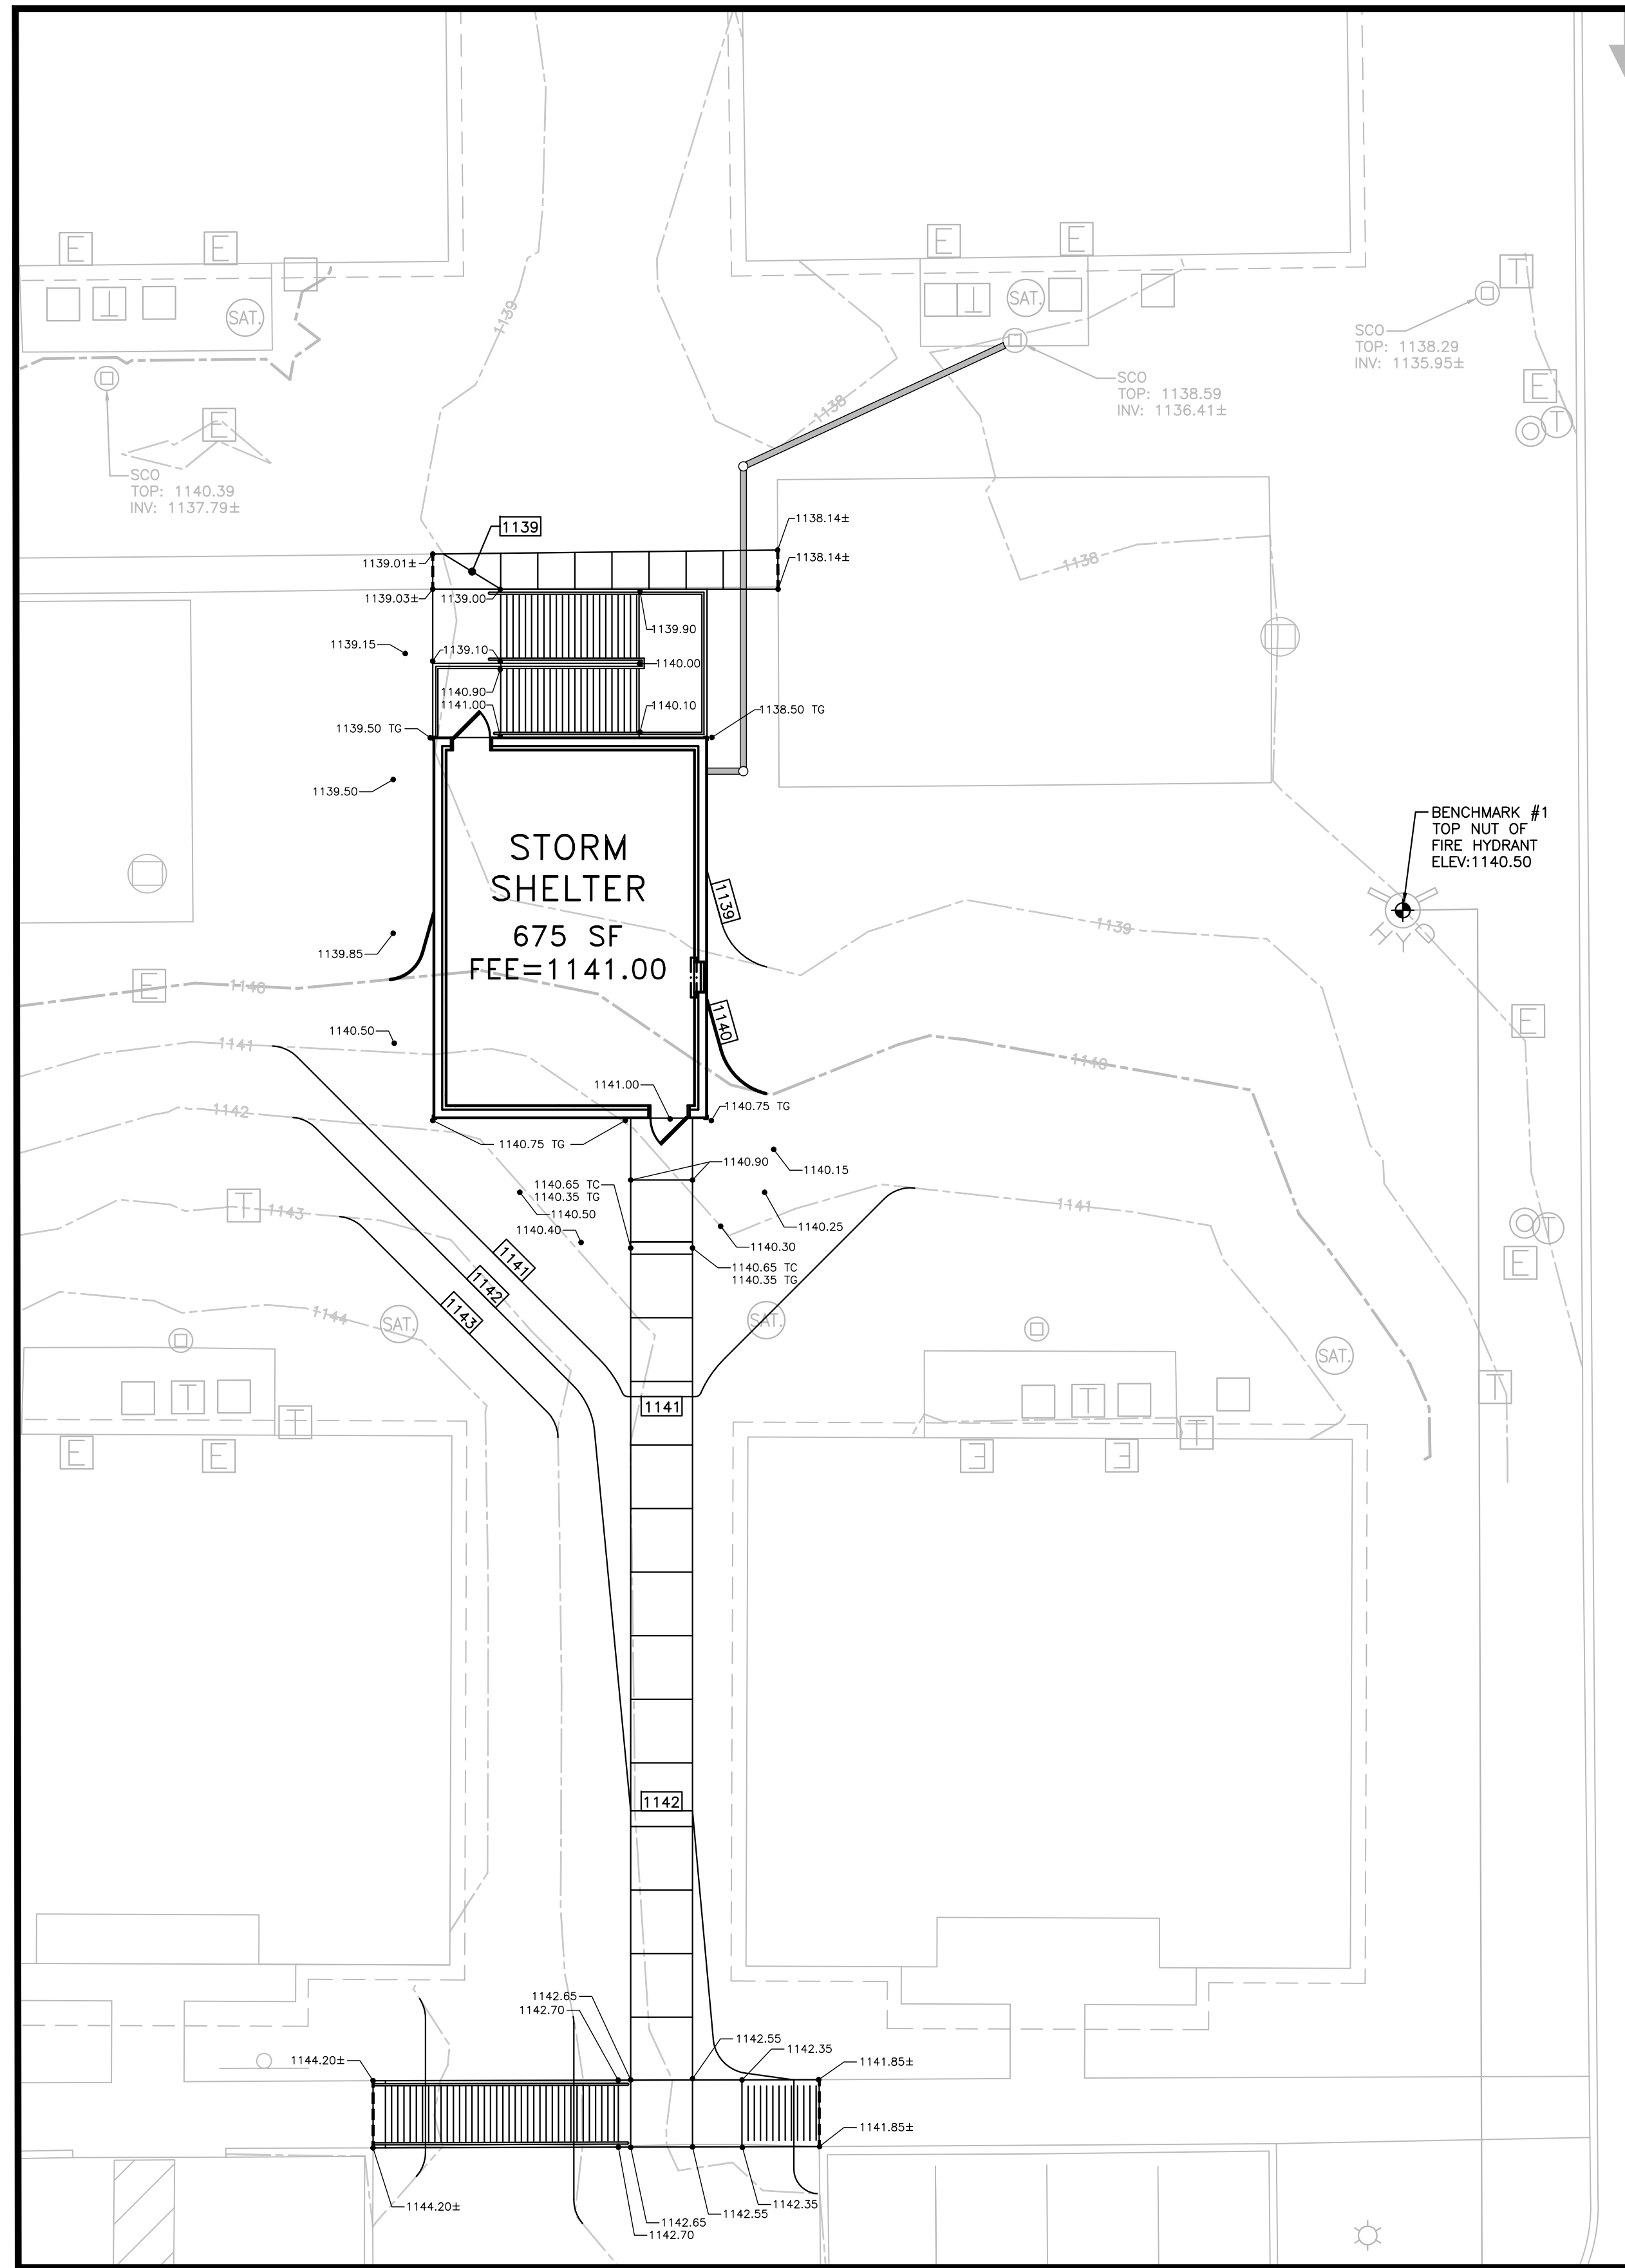 E
E
E
E
SAT.
SAT.
T
T
T
1139
SCO
TOP: 1138.29
INV: 1135.95±
SCO
TOP: 1138.59
INV: 1136.41±
E
T
1138
E
SCO
TOP: 1140.39
INV: 1137.79±
1139
1138.14±
1139.01±
1138.14±
1138
1139.03±
1139.00
1139.90
1139.15
1139.10
1140.00
1140.90
1141.00
1140.10
1138.50 TG
1139.50 TG
1139.50
BENCHMARK #1
TOP NUT OF
FIRE HYDRANT
ELEV:1140.50
STORM
SHELTER
675 SF
FEE=1141.00
1139
1139
HYD
1139.85
E
1140
1140
E
1140.50
1141
1140
1141.00
1142
1140.75 TG
1140.75 TG
1140.90
1140.15
1140.65 TC
1140.35 TG
1140.50
1140.40
1140.25
1140.30
1141
T
1143
T
1141
1140.65 TC
1140.35 TG
E
1142
1143
1144
SAT.
SAT.
SAT.
T
T
T
T
T
1141
E
E
E
E
1142
1142.65
1142.70
1142.55
1142.35
1144.20±
1141.85±
1141.85±
1144.20±
1142.35
1142.55
1142.65
1142.70